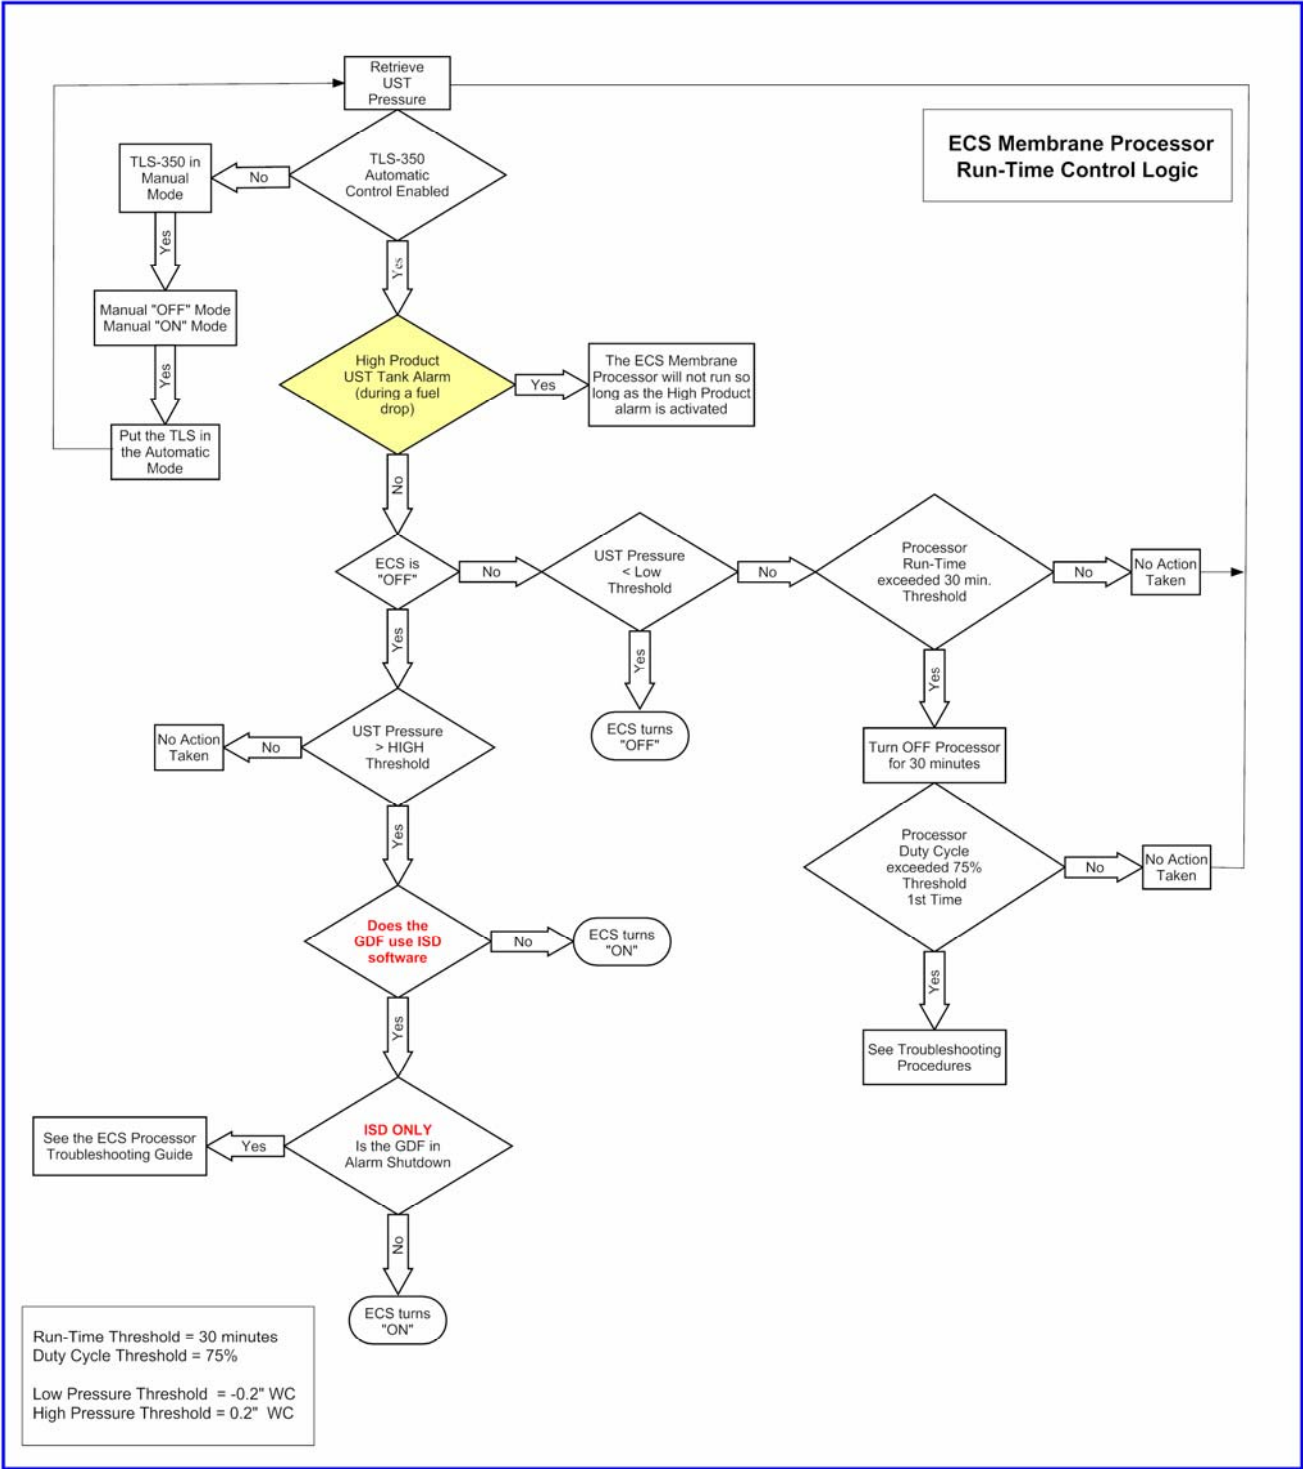 Retrieve
UST
Pressure
ECS Membrane Processor
Run-Time Control Logic
TLS-350
Automatic
Control Enabled
No
TLS-350 in
Manual
Mode
Yes
Manual "OFF" Mode
Manual "ON" Mode
Yes
Put the TLS in
the Automatic
Mode
Yes
High Product
UST Tank Alarm
(during a fuel
drop)
Yes
The ECS Membrane
Processor will not run so
long as the High Product
alarm is activated
No
ECS is
"OFF"
No
UST Pressure
< Low
Threshold
No
Processor
Run-Time
exceeded 30 min.
Threshold
No
No Action
Taken
Yes
ECS turns
"OFF"
Yes
Turn OFF Processor
for 30 minutes
Processor
Duty Cycle
exceeded 75%
Threshold
1st Time
No
No Action
Taken
Yes
See Troubleshooting
Procedures
Yes
UST Pressure
> HIGH
Threshold
No
No Action
Taken
Yes
Does the
GDF use ISD
software
No
ECS turns
"ON"
Yes
ISD ONLY
Is the GDF in
Alarm Shutdown
Yes
See the ECS Processor
Troubleshooting Guide
No
ECS turns
"ON"
Run-Time Threshold = 30 minutes
Duty Cycle Threshold = 75%
Low Pressure Threshold = -0.2" WC
High Pressure Threshold = 0.2" WC